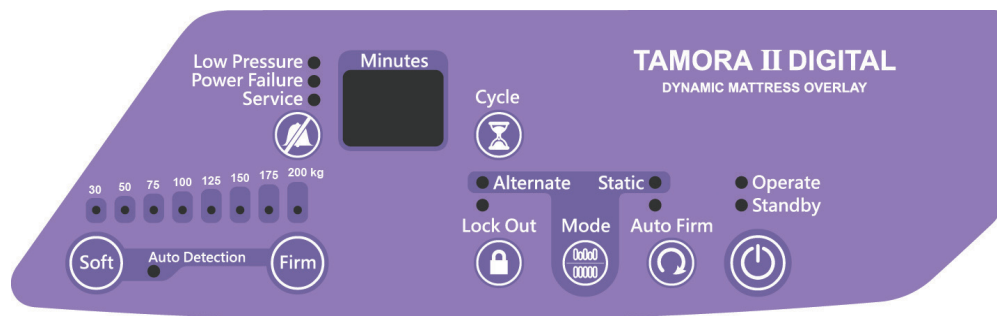 Low Pressure
Power Failure
Service
Minutes
Cycle
TAMORA II DIGITAL
DYNAMIC MATTRESS OVERLAY
30 50 75 100 125 150 175 200 kg
Alternate Static
Operate
Standby
Lock Out Mode Auto Firm
Soft Auto Detection Firm